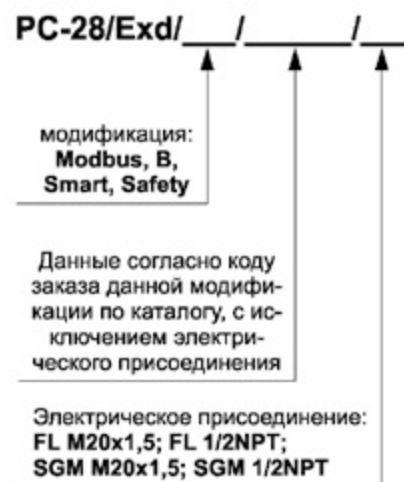 PC-28/Exd/___/______/___
модификация:
Modbus, B,
Smart, Safety
Данные согласно коду
заказа данной модифи-
кации по каталогу, с ис-
ключением электри-
ческого присоединения
Электрическое присоединение:
FL M20x1,5; FL 1/2NPT;
SGM M20x1,5; SGM 1/2NPT